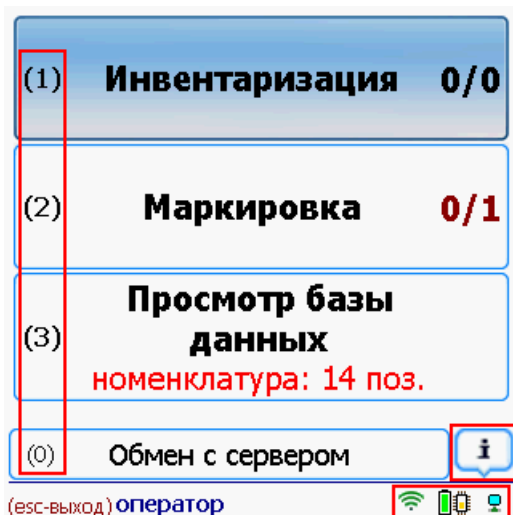 (1) Инвентаризация 0/0
(2) Маркировка 0/1
Просмотр базы
(3) данных
номенклатура: 14 поз.
(0) Обмен с сервером i
(esc-выход) оператор